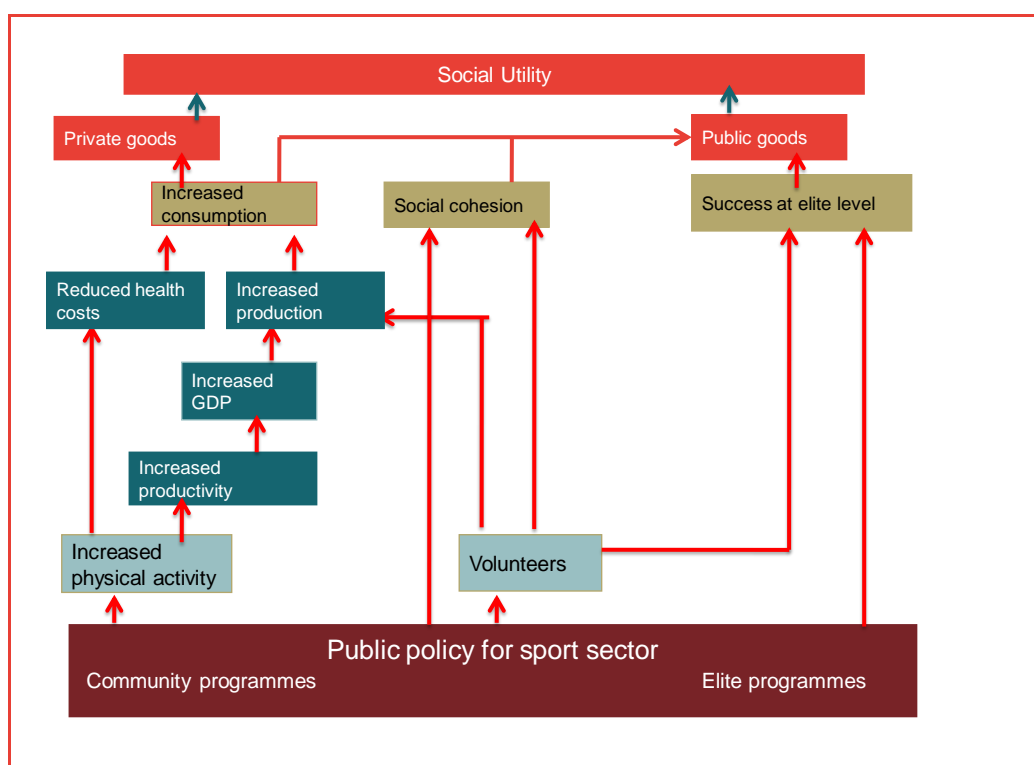 Social Utility
Private goods
Public goods
Increased
consumption
Social cohesion
Success at elite level
Reduced health
costs
Increased
production
Increased
GDP
Increased
productivity
Increased
physical activity
Volunteers
Public policy for sport sector
Community programmes
Elite programmes